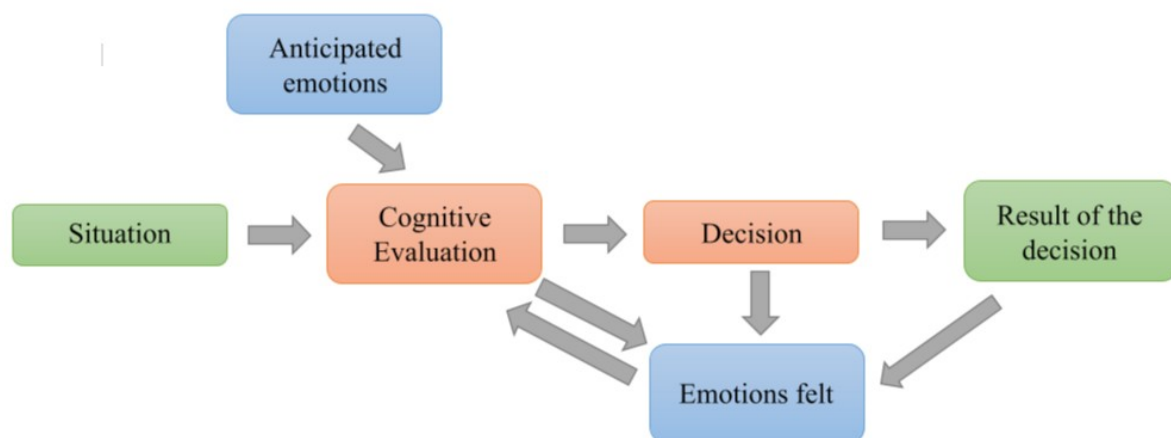 Anticipated
emotions
Situation
Cognitive
Evaluation
Decision
Result of the
decision
Emotions felt